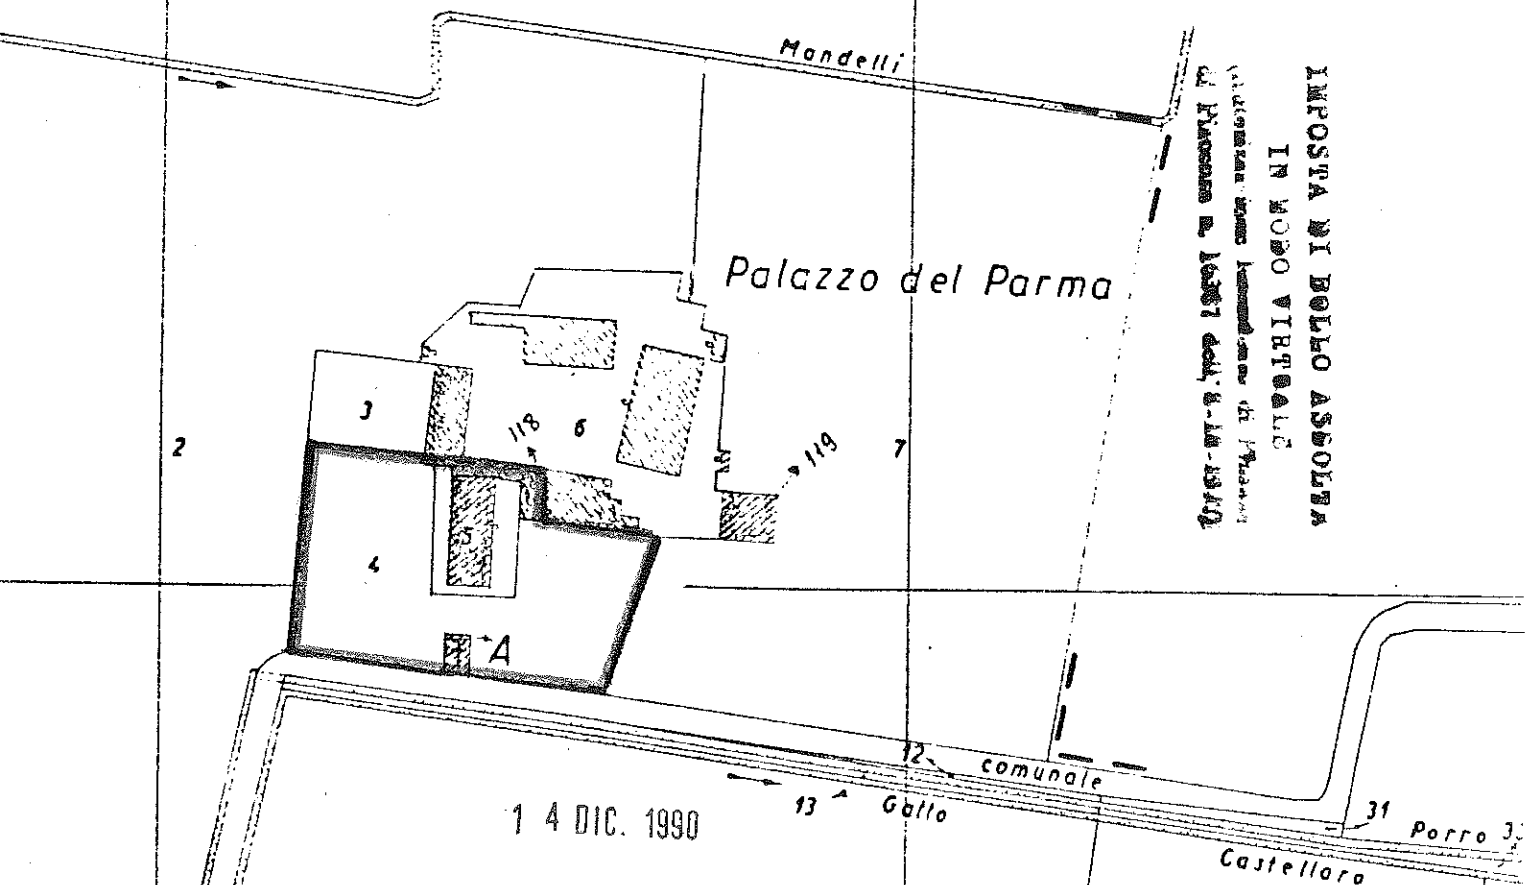 Mandelli
IMPOSTA DI BOLLO ASSOLTA
IN MODO VIRTUALE
Palazzo del Parma
3
118
6
2
119
7
4
A
12
comunale
13
Gallo
31
Porro
33
1 4 DIC. 1990
Castellaro